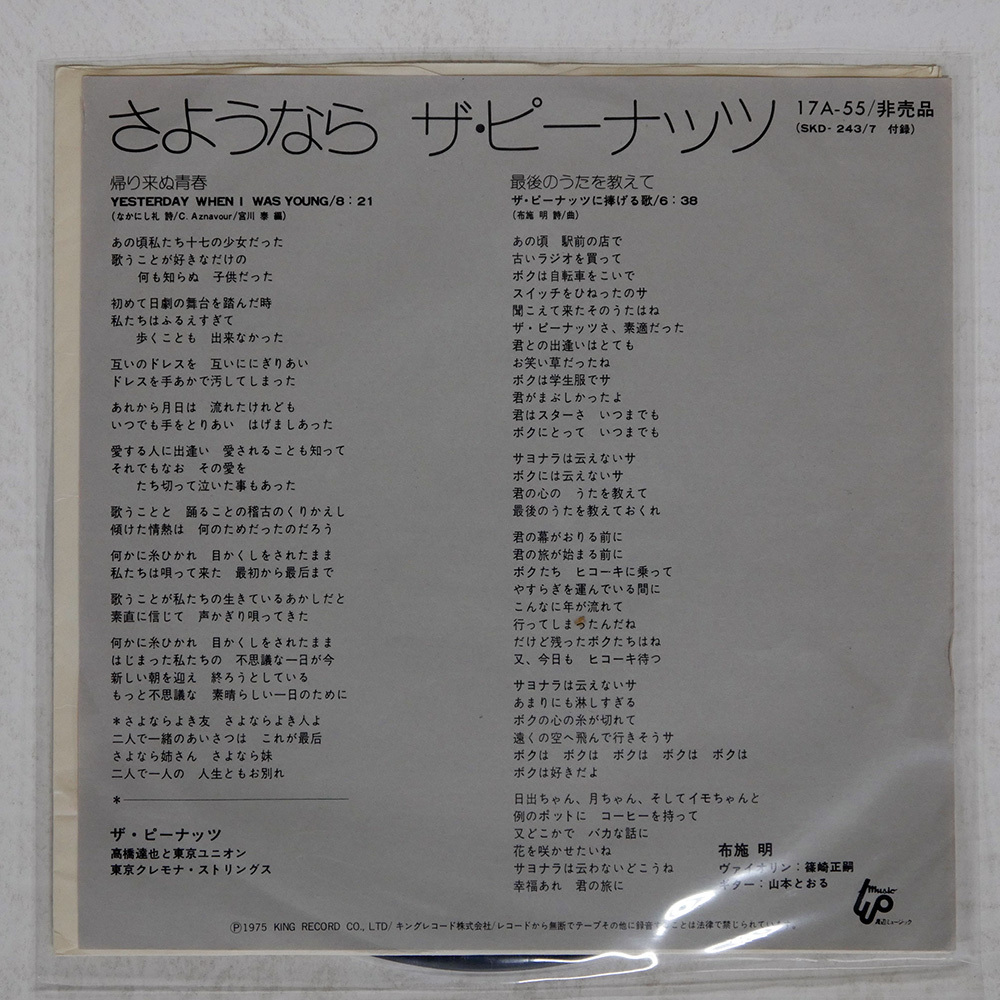 さようなら ザ・ピーナッツ
17A-55/非売品
(SKD- 243/7 付録)
帰り来ぬ青春
YESTERDAY WHEN I WAS YOUNG/8:21
(なかにし礼 詩/C. Aznavour/宮川 泰 編)
あの頃私たち十七の少女だった
歌うことが好きなだけの
何も知らぬ 子供だった
初めて日劇の舞台を踏んだ時
私たちはふるえすぎて
歩くことも 出来なかった
互いのドレスを 互いににぎりあい
ドレスを手あかで汚してしまった
あれから月日は 流れたけれども
いつでも手をとりあい はげましあった
愛する人に出逢い 愛されることも知って
それでもなお その愛を
たち切って泣いた事もあった
歌うことと 踊ることの稽古のくりかえし
傾けた情熱は 何のためだったのだろう
何かに糸ひかれ 目かくしをされたまま
私たちは唄って来た 最初から最后まで
歌うことが私たちの生きているあかしだと
素直に信じて 声かぎり唄ってきた
何かに糸ひかれ 目かくしをされたまま
はじまった私たちの 不思議な一日が今
新しい朝を迎え 終ろうとしている
もっと不思議な 素晴らしい一日のために
*さよならよき友 さよならよき人よ
二人で一緒のあいさつは これが最后
さよなら姉さん さよなら妹
二人で一人の 人生ともお別れ
*
ザ・ピーナッツ
高橋達也と東京ユニオン
東京クレモナ・ストリングス
最後のうたを教えて
ザ・ピーナッツに捧げる歌/6:38
(布施 明 詩/曲)
あの頃 駅前の店で
古いラジオを買って
ボクは自転車をこいで
スイッチをひねったのサ
聞こえて来たそのうたはね
ザ・ピーナッツさ、素適だった
君との出逢いはとても
お笑い草だったね
ボクは学生服でサ
君がまぶしかったよ
君はスターさ いつまでも
ボクにとって いつまでも
サヨナラは云えないサ
ボクには云えないサ
君の心の うたを教えて
最後のうたを教えておくれ
君の幕がおりる前に
君の旅が始まる前に
ボクたち ヒコーキに乗って
やすらぎを運んでいる間に
こんなに年が流れて
行ってしまったんだね
だけど残ったボクたちはね
又、今日も ヒコーキ待つ
サヨナラは云えないサ
あまりにも淋しすぎる
ボクの心の糸が切れて
遠くの空へ飛んで行きそうサ
ボクは ボクは ボクは ボクは ボクは
ボクは好きだよ
日出ちゃん、月ちゃん、そしてイモちゃんと
例のポットに コーヒーを持って
又どこかで バカな話に
花を咲かせたいね
サヨナラは云わないどこうね
幸福あれ 君の旅に
布施 明
ヴァイオリン:篠崎正嗣
ギター:山本とおる
music
渡辺ミュージック
Ⓟ1975 KING RECORD CO., LTD/キングレコード株式会社/レコードから無断でテープその他に録音することは法律で禁じられています。